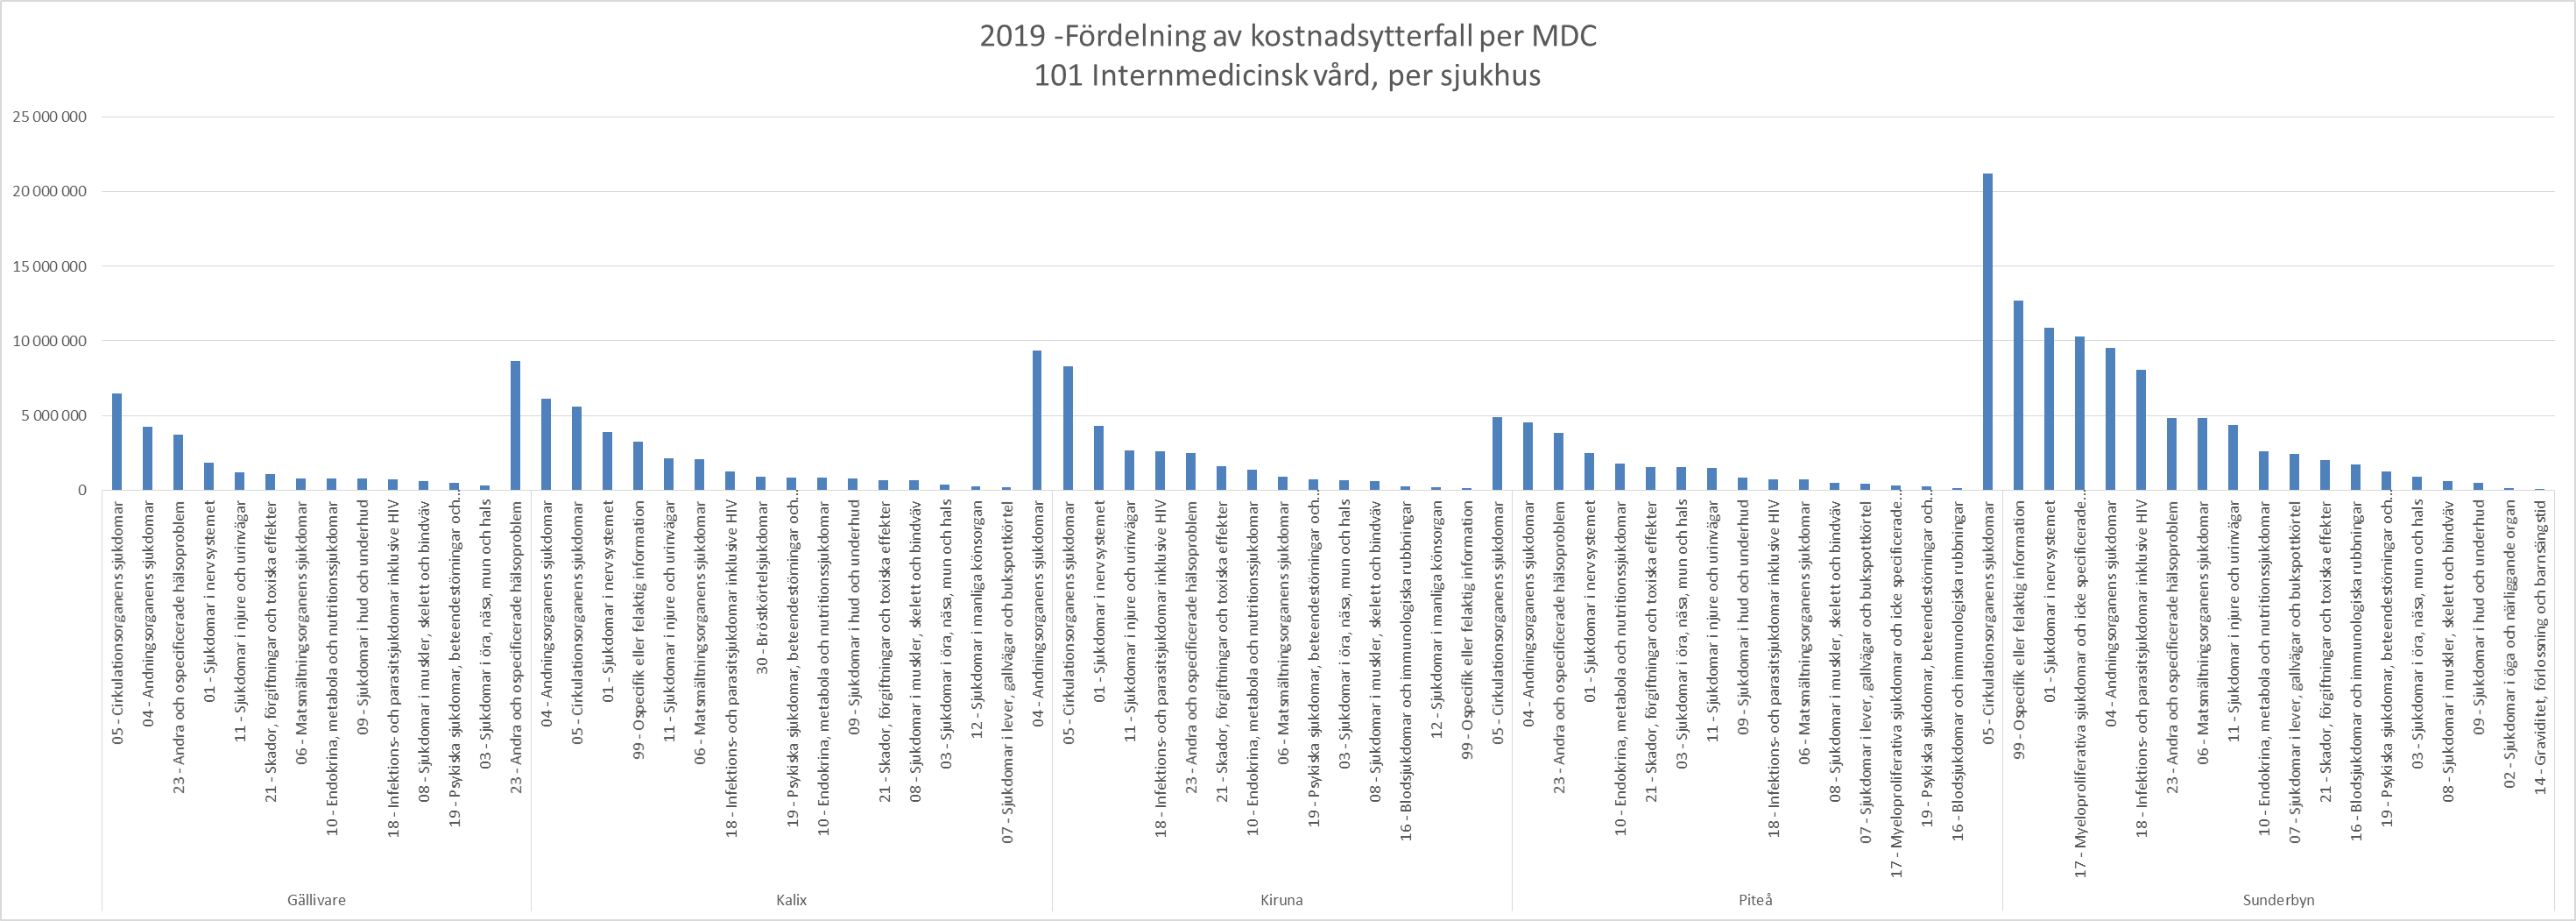 2019 -Fördelning av kostnadsytterfall per MDC
101 Internmedicinsk vård, per sjukhus
25 000 000
20 000 000
15 000 000
10 000 000
5 000 000
0
05 - Cirkulationsorganens sjukdomar
04 - Andningsorganens sjukdomar
23 - Andra och ospecificerade hälsoproblem
01 - Sjukdomar i nervsystemet
11 - Sjukdomar i njure och urinvägar
21 - Skador, förgiftningar och toxiska effekter
06 - Matsmältningsorganens sjukdomar
10 - Endokrina, metabola och nutritionssjukdomar
09 - Sjukdomar i hud och underhud
18 - Infektions- och parasitsjukdomar inklusive HIV
08 - Sjukdomar i muskler, skelett och bindväv
19 - Psykiska sjukdomar, beteendestörningar och…
03 - Sjukdomar i öra, näsa, mun och hals
23 - Andra och ospecificerade hälsoproblem
04 - Andningsorganens sjukdomar
05 - Cirkulationsorganens sjukdomar
01 - Sjukdomar i nervsystemet
99 - Ospecifik eller felaktig information
11 - Sjukdomar i njure och urinvägar
06 - Matsmältningsorganens sjukdomar
18 - Infektions- och parasitsjukdomar inklusive HIV
30 - Bröstkörtelsjukdomar
19 - Psykiska sjukdomar, beteendestörningar och…
10 - Endokrina, metabola och nutritionssjukdomar
09 - Sjukdomar i hud och underhud
21 - Skador, förgiftningar och toxiska effekter
08 - Sjukdomar i muskler, skelett och bindväv
03 - Sjukdomar i öra, näsa, mun och hals
12 - Sjukdomar i manliga könsorgan
07 - Sjukdomar i lever, gallvägar och bukspottkörtel
04 - Andningsorganens sjukdomar
05 - Cirkulationsorganens sjukdomar
01 - Sjukdomar i nervsystemet
11 - Sjukdomar i njure och urinvägar
18 - Infektions- och parasitsjukdomar inklusive HIV
23 - Andra och ospecificerade hälsoproblem
21 - Skador, förgiftningar och toxiska effekter
10 - Endokrina, metabola och nutritionssjukdomar
06 - Matsmältningsorganens sjukdomar
19 - Psykiska sjukdomar, beteendestörningar och…
03 - Sjukdomar i öra, näsa, mun och hals
08 - Sjukdomar i muskler, skelett och bindväv
16 - Blodsjukdomar och immunologiska rubbningar
12 - Sjukdomar i manliga könsorgan
99 - Ospecifik eller felaktig information
05 - Cirkulationsorganens sjukdomar
04 - Andningsorganens sjukdomar
23 - Andra och ospecificerade hälsoproblem
01 - Sjukdomar i nervsystemet
10 - Endokrina, metabola och nutritionssjukdomar
21 - Skador, förgiftningar och toxiska effekter
03 - Sjukdomar i öra, näsa, mun och hals
11 - Sjukdomar i njure och urinvägar
09 - Sjukdomar i hud och underhud
18 - Infektions- och parasitsjukdomar inklusive HIV
06 - Matsmältningsorganens sjukdomar
08 - Sjukdomar i muskler, skelett och bindväv
07 - Sjukdomar i lever, gallvägar och bukspottkörtel
17 - Myeloproliferativa sjukdomar och icke specificerade…
19 - Psykiska sjukdomar, beteendestörningar och…
16 - Blodsjukdomar och immunologiska rubbningar
05 - Cirkulationsorganens sjukdomar
99 - Ospecifik eller felaktig information
01 - Sjukdomar i nervsystemet
17 - Myeloproliferativa sjukdomar och icke specificerade…
04 - Andningsorganens sjukdomar
18 - Infektions- och parasitsjukdomar inklusive HIV
23 - Andra och ospecificerade hälsoproblem
06 - Matsmältningsorganens sjukdomar
11 - Sjukdomar i njure och urinvägar
10 - Endokrina, metabola och nutritionssjukdomar
07 - Sjukdomar i lever, gallvägar och bukspottkörtel
21 - Skador, förgiftningar och toxiska effekter
16 - Blodsjukdomar och immunologiska rubbningar
19 - Psykiska sjukdomar, beteendestörningar och…
03 - Sjukdomar i öra, näsa, mun och hals
08 - Sjukdomar i muskler, skelett och bindväv
09 - Sjukdomar i hud och underhud
02 - Sjukdomar i öga och närliggande organ
14 - Graviditet, förlossning och barnsängstid
Gällivare
Kalix
Kiruna
Piteå
Sunderbyn